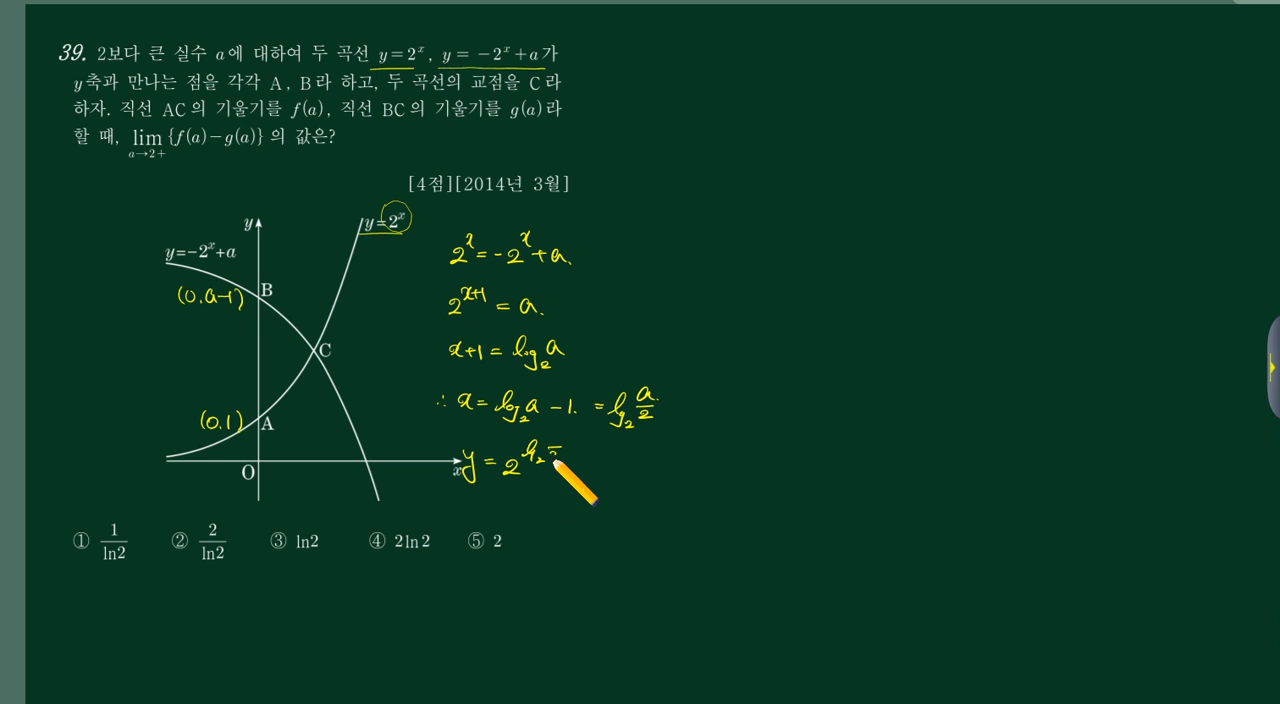 39. 2보다 큰 실수 a에 대하여 두 곡선 y=2^x, y = -2^x+a가
y축과 만나는 점을 각각 A, B라 하고, 두 곡선의 교점을 C라
하자. 직선 AC의 기울기를 f(a), 직선 BC의 기울기를 g(a)라
할 때, lim_{a→2+} {f(a)-g(a)}의 값은?
[4점][2014년 3월]
y
y=2^x
y=-2^x+a
B
(0.a-1)
C
(0.1)
A
O
x
2^x = -2^x + a.
2^{x+1} = a.
x+1 = log_2 a
∴ x = log_2 a - 1. = log_2 a/2
y = 2^{log_2
① 1/ln2 ② 2/ln2 ③ ln2 ④ 2ln2 ⑤ 2